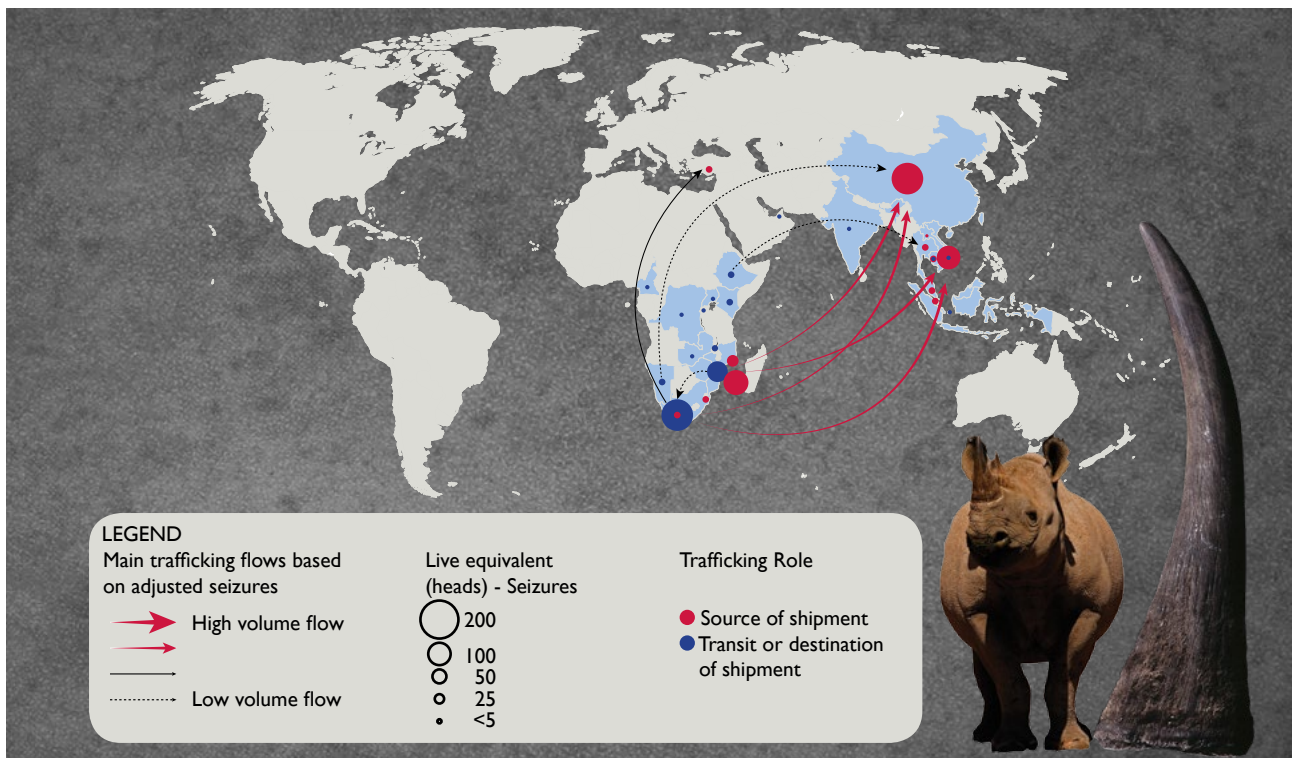 LEGEND
Main trafficking flows based
on adjusted seizures
High volume flow
Low volume flow
Live equivalent
(heads) - Seizures
200
100
50
25
<5
Trafficking Role
Source of shipment
Transit or destination
of shipment